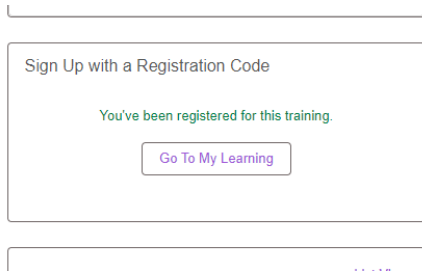 Sign Up with a Registration Code
You've been registered for this training.
Go To My Learning